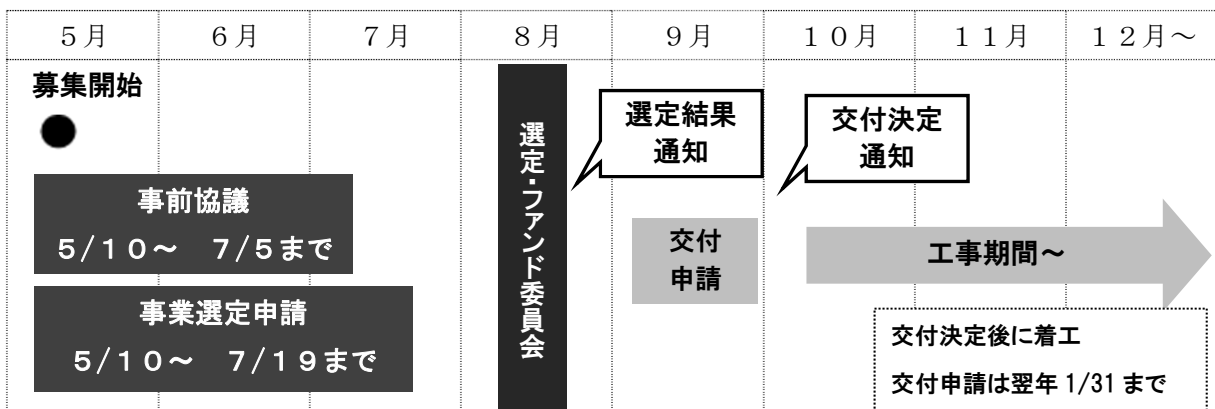 ５月 ６月 ７月 ８月 ９月 １０月 １１月 １２月～
募集開始
事前協議
５/１０～　７/５まで
事業選定申請
５/１０～　７/１９まで
選定・ファンド委員会
選定結果
通知
交付
申請
交付決定
通知
工事期間～
交付決定後に着工
交付申請は翌年 1/31 まで